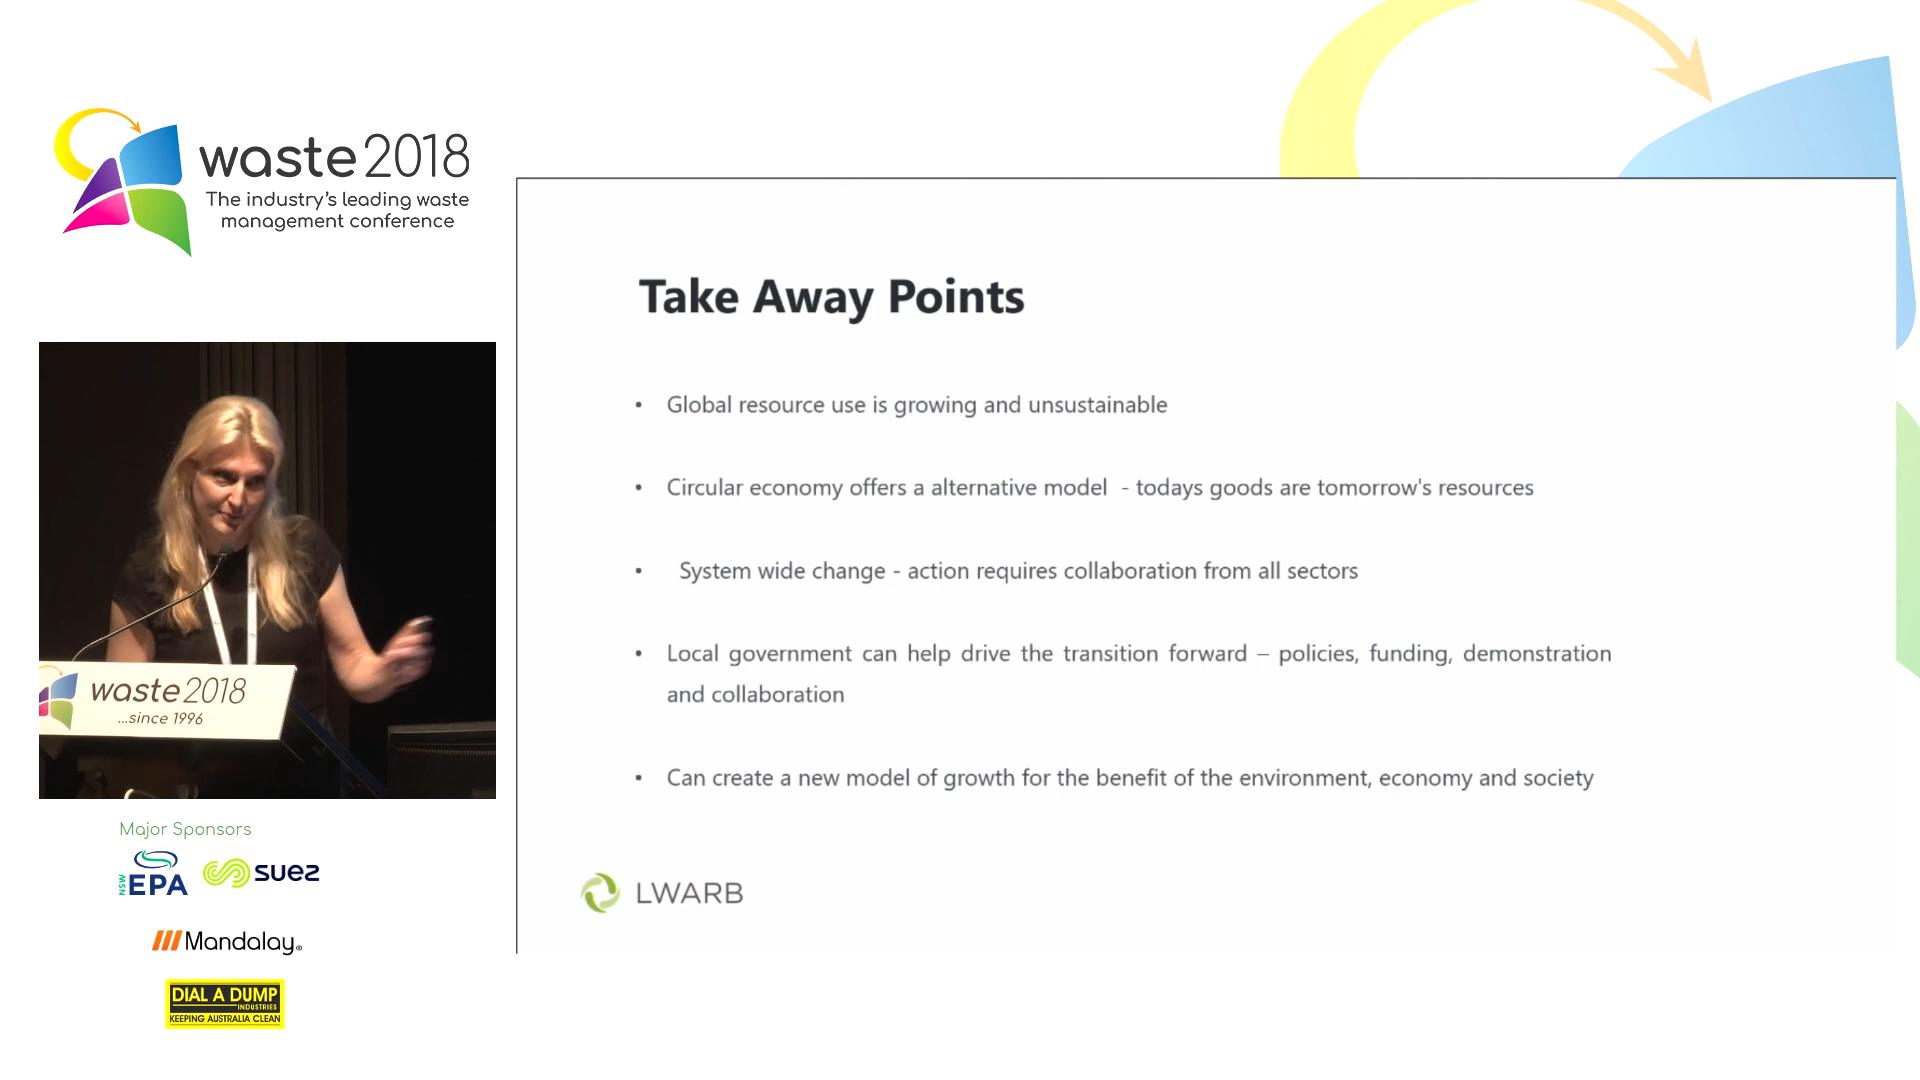 waste 2018
The industry's leading waste
management conference
Take Away Points
• Global resource use is growing and unsustainable
• Circular economy offers a alternative model - todays goods are tomorrow's resources
• System wide change - action requires collaboration from all sectors
• Local government can help drive the transition forward – policies, funding, demonstration
and collaboration
• Can create a new model of growth for the benefit of the environment, economy and society
LWARB
waste 2018
...since 1996
Major Sponsors
NSW EPA
suez
Mandalay®
DIAL A DUMP
INDUSTRIES
KEEPING AUSTRALIA CLEAN